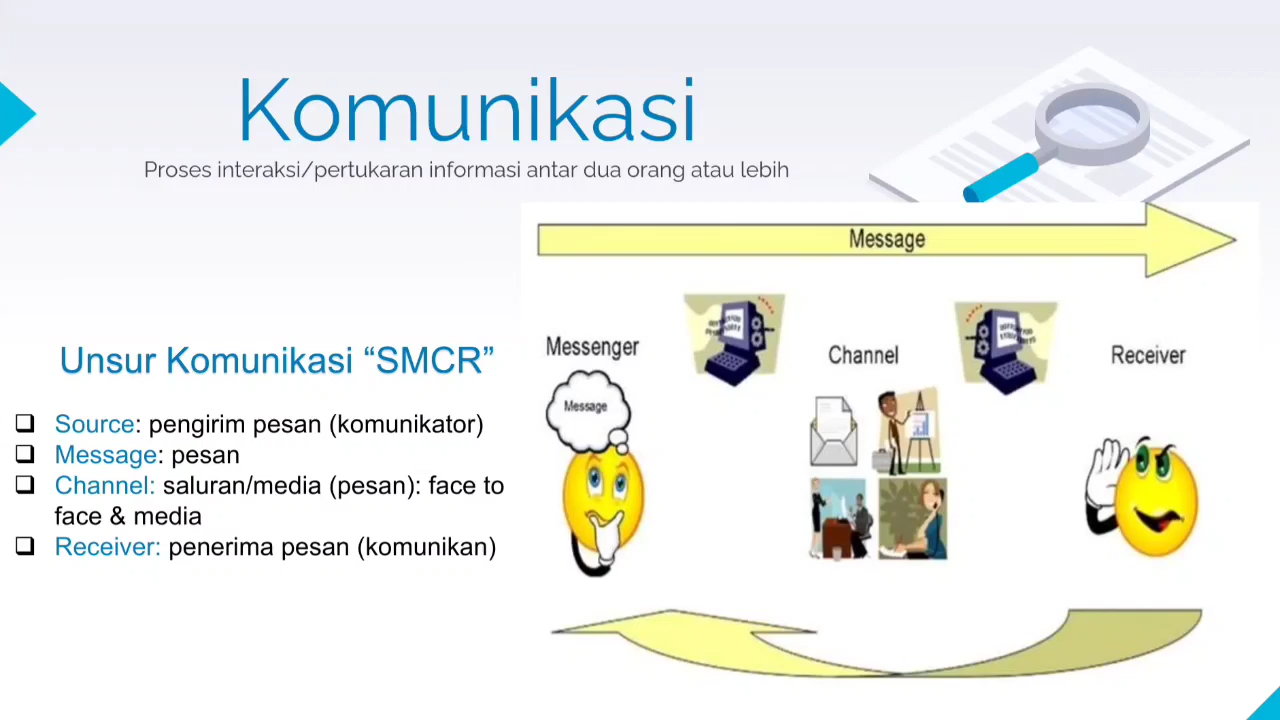 Komunikasi
Proses interaksi/pertukaran informasi antar dua orang atau lebih
Message
Messenger
Channel
Receiver
Message
Unsur Komunikasi “SMCR”
Source: pengirim pesan (komunikator)
Message: pesan
Channel: saluran/media (pesan): face to
face & media
Receiver: penerima pesan (komunikan)